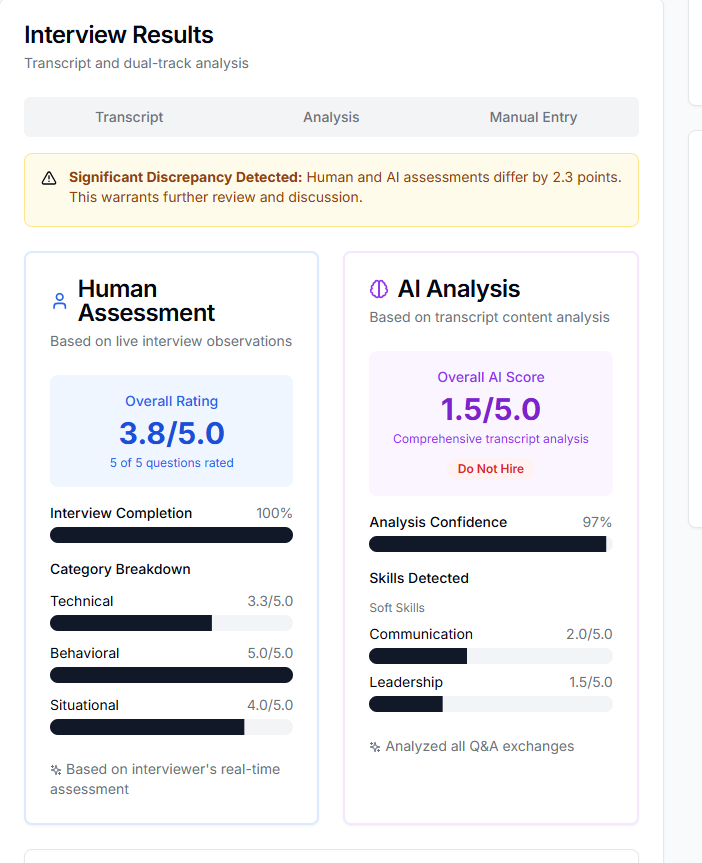 Interview Results
Transcript and dual-track analysis
Transcript
Analysis
Manual Entry
Significant Discrepancy Detected: Human and AI assessments differ by 2.3 points.
This warrants further review and discussion.
Human
Assessment
Based on live interview observations
Overall Rating
3.8/5.0
5 of 5 questions rated
Interview Completion 100%
Category Breakdown
Technical 3.3/5.0
Behavioral 5.0/5.0
Situational 4.0/5.0
Based on interviewer's real-time
assessment
AI Analysis
Based on transcript content analysis
Overall AI Score
1.5/5.0
Comprehensive transcript analysis
Do Not Hire
Analysis Confidence 97%
Skills Detected
Soft Skills
Communication 2.0/5.0
Leadership 1.5/5.0
Analyzed all Q&A exchanges